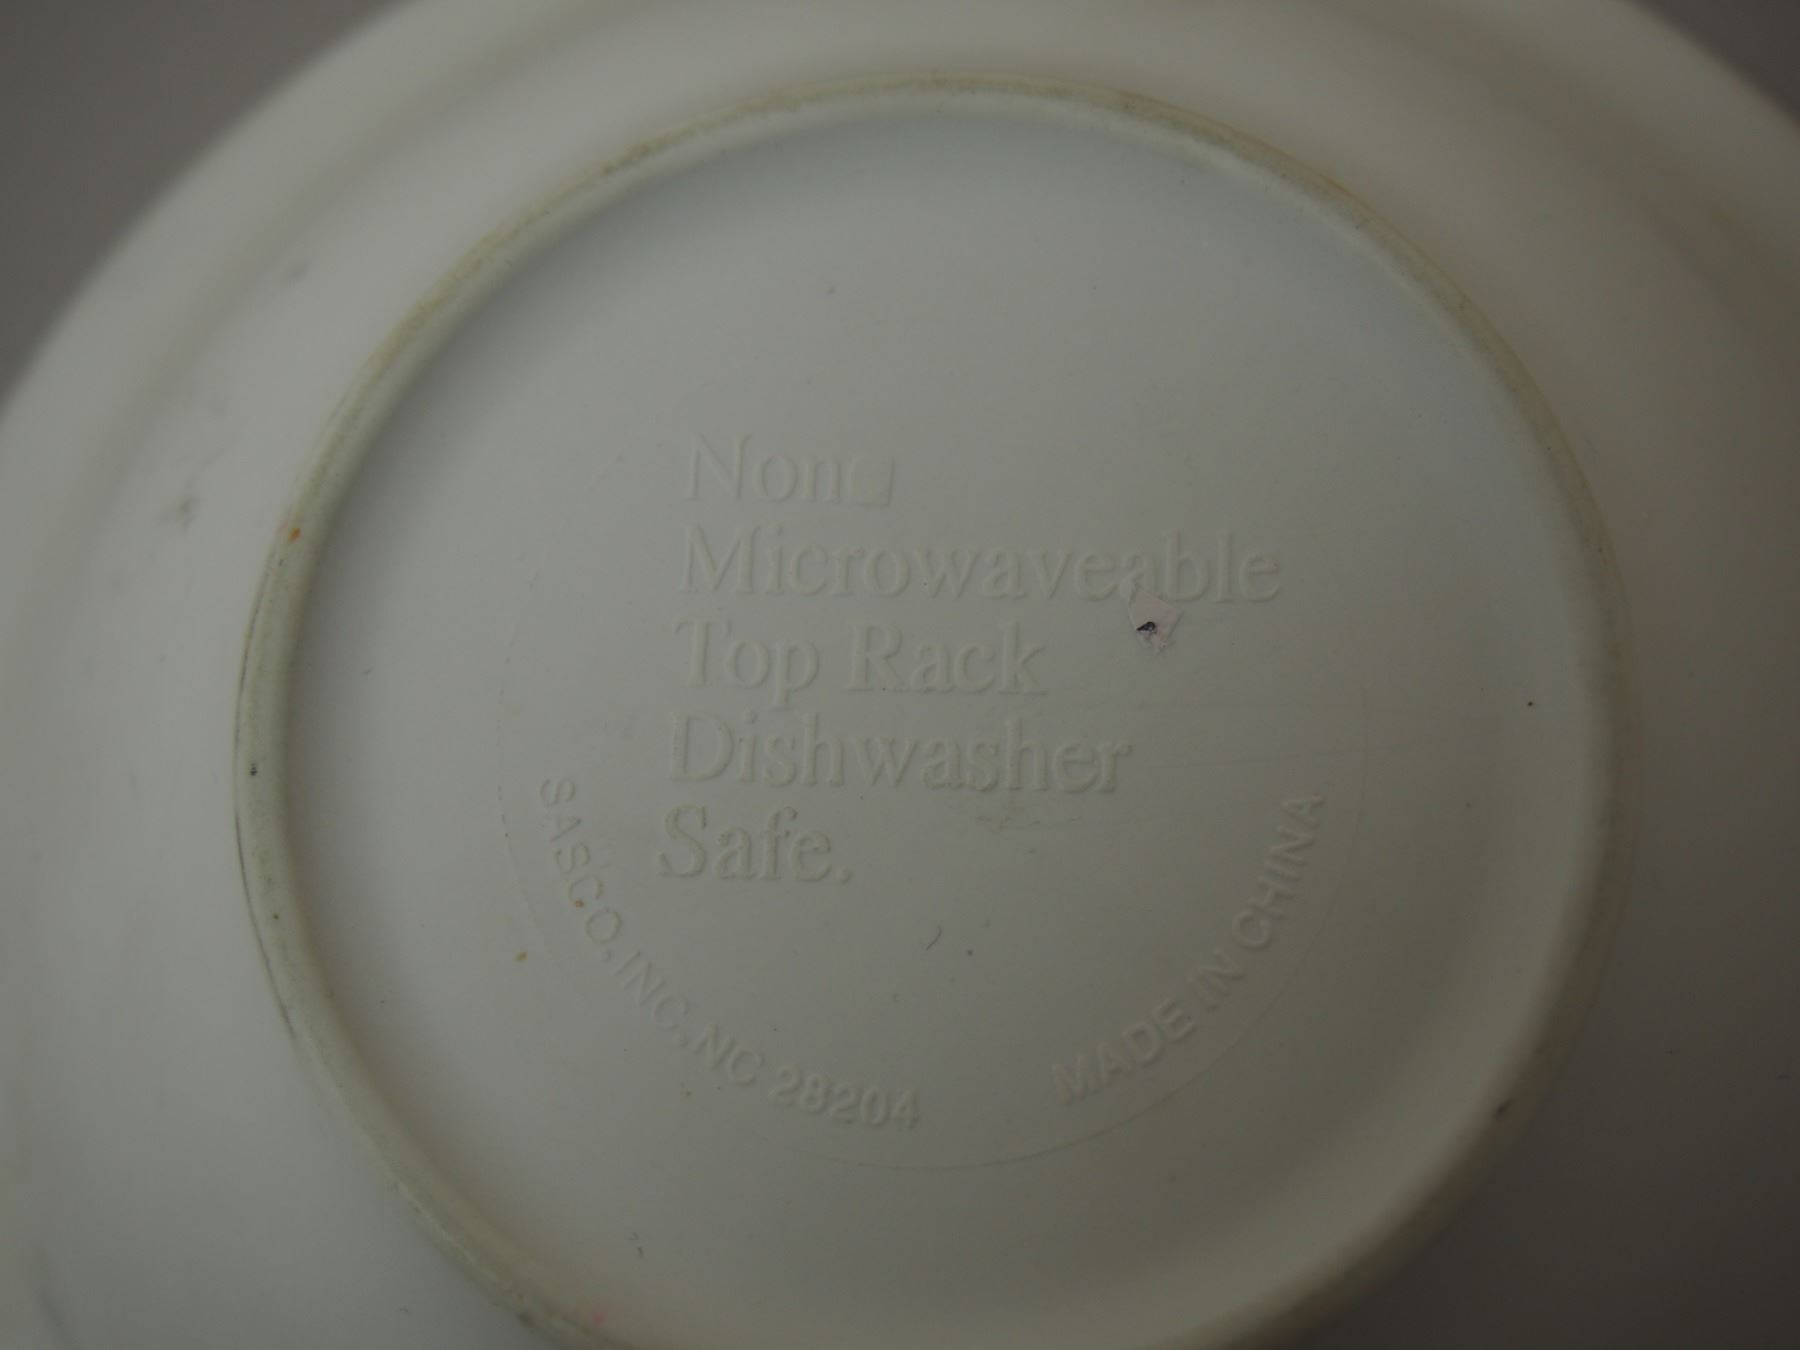 Non
Microwaveable
Top Rack
Dishwasher
Safe.
SASCO, INC. NC 28204
MADE IN CHINA